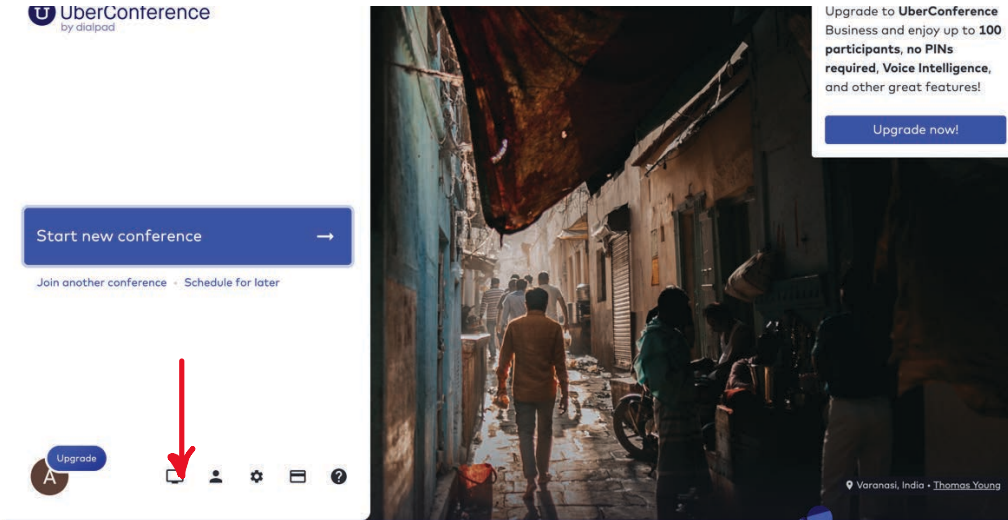 UberConference
by dialpad
Start new conference →
Join another conference · Schedule for later
Upgrade
A
Upgrade to UberConference
Business and enjoy up to 100
participants, no PINs
required, Voice Intelligence,
and other great features!
Upgrade now!
Varanasi, India • Thomas Young